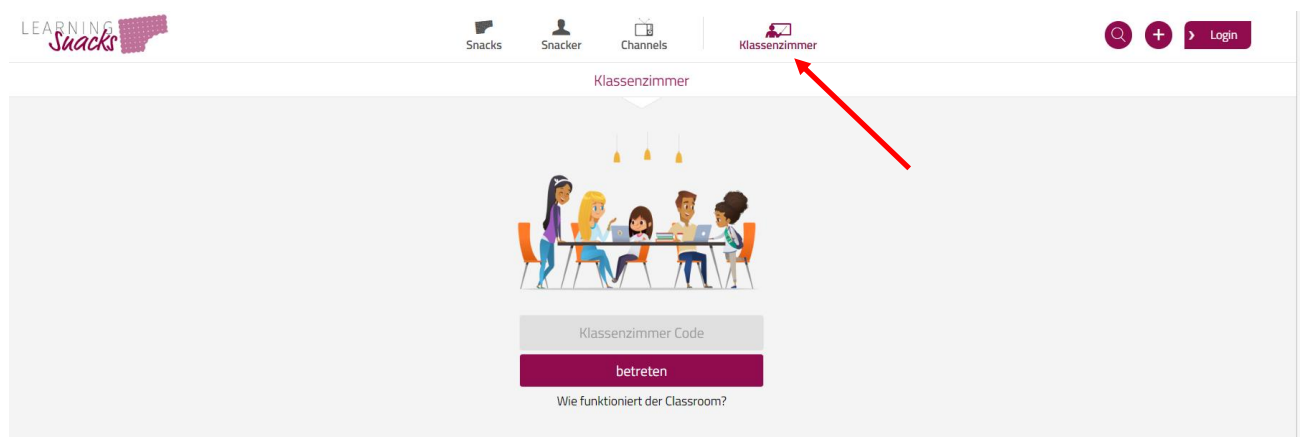 LEARNING
Snacks
Snacks
Snacker
Channels
Klassenzimmer
Login
Klassenzimmer
Klassenzimmer Code
betreten
Wie funktioniert der Classroom?